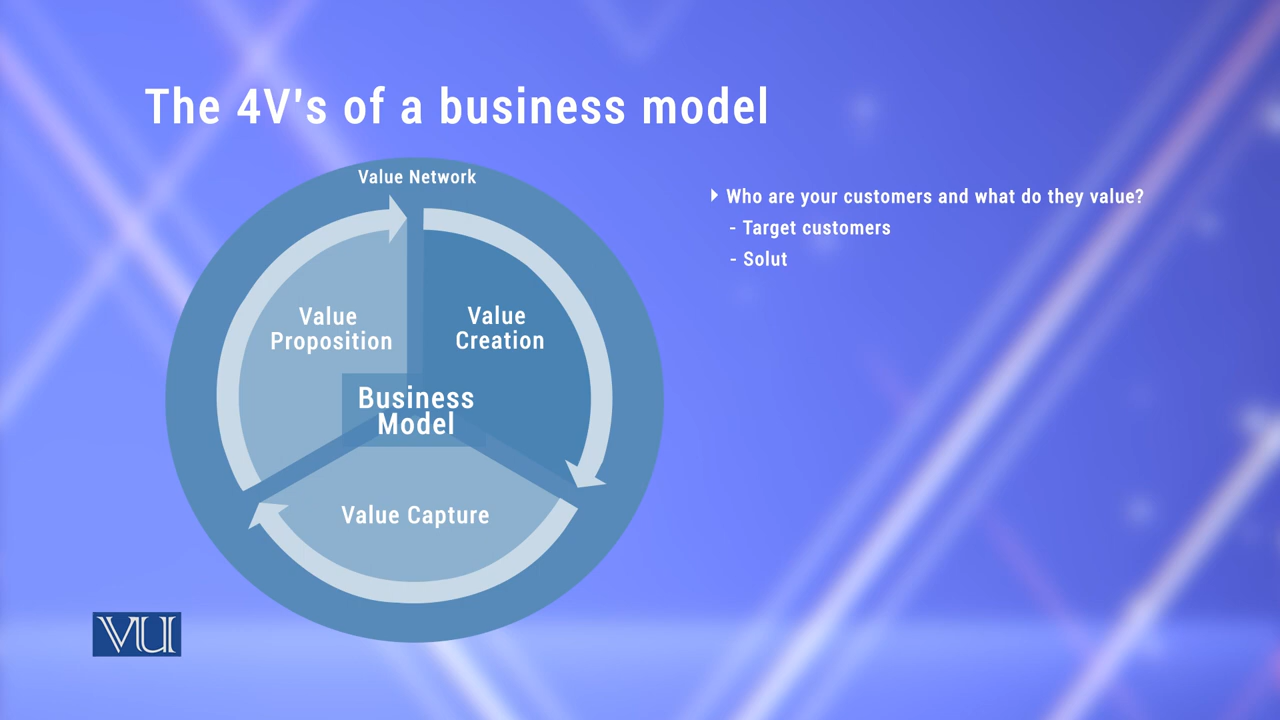 The 4V's of a business model
Value Network
Value
Proposition
Value
Creation
Business
Model
Value Capture
Who are your customers and what do they value?
- Target customers
- Solut
VU